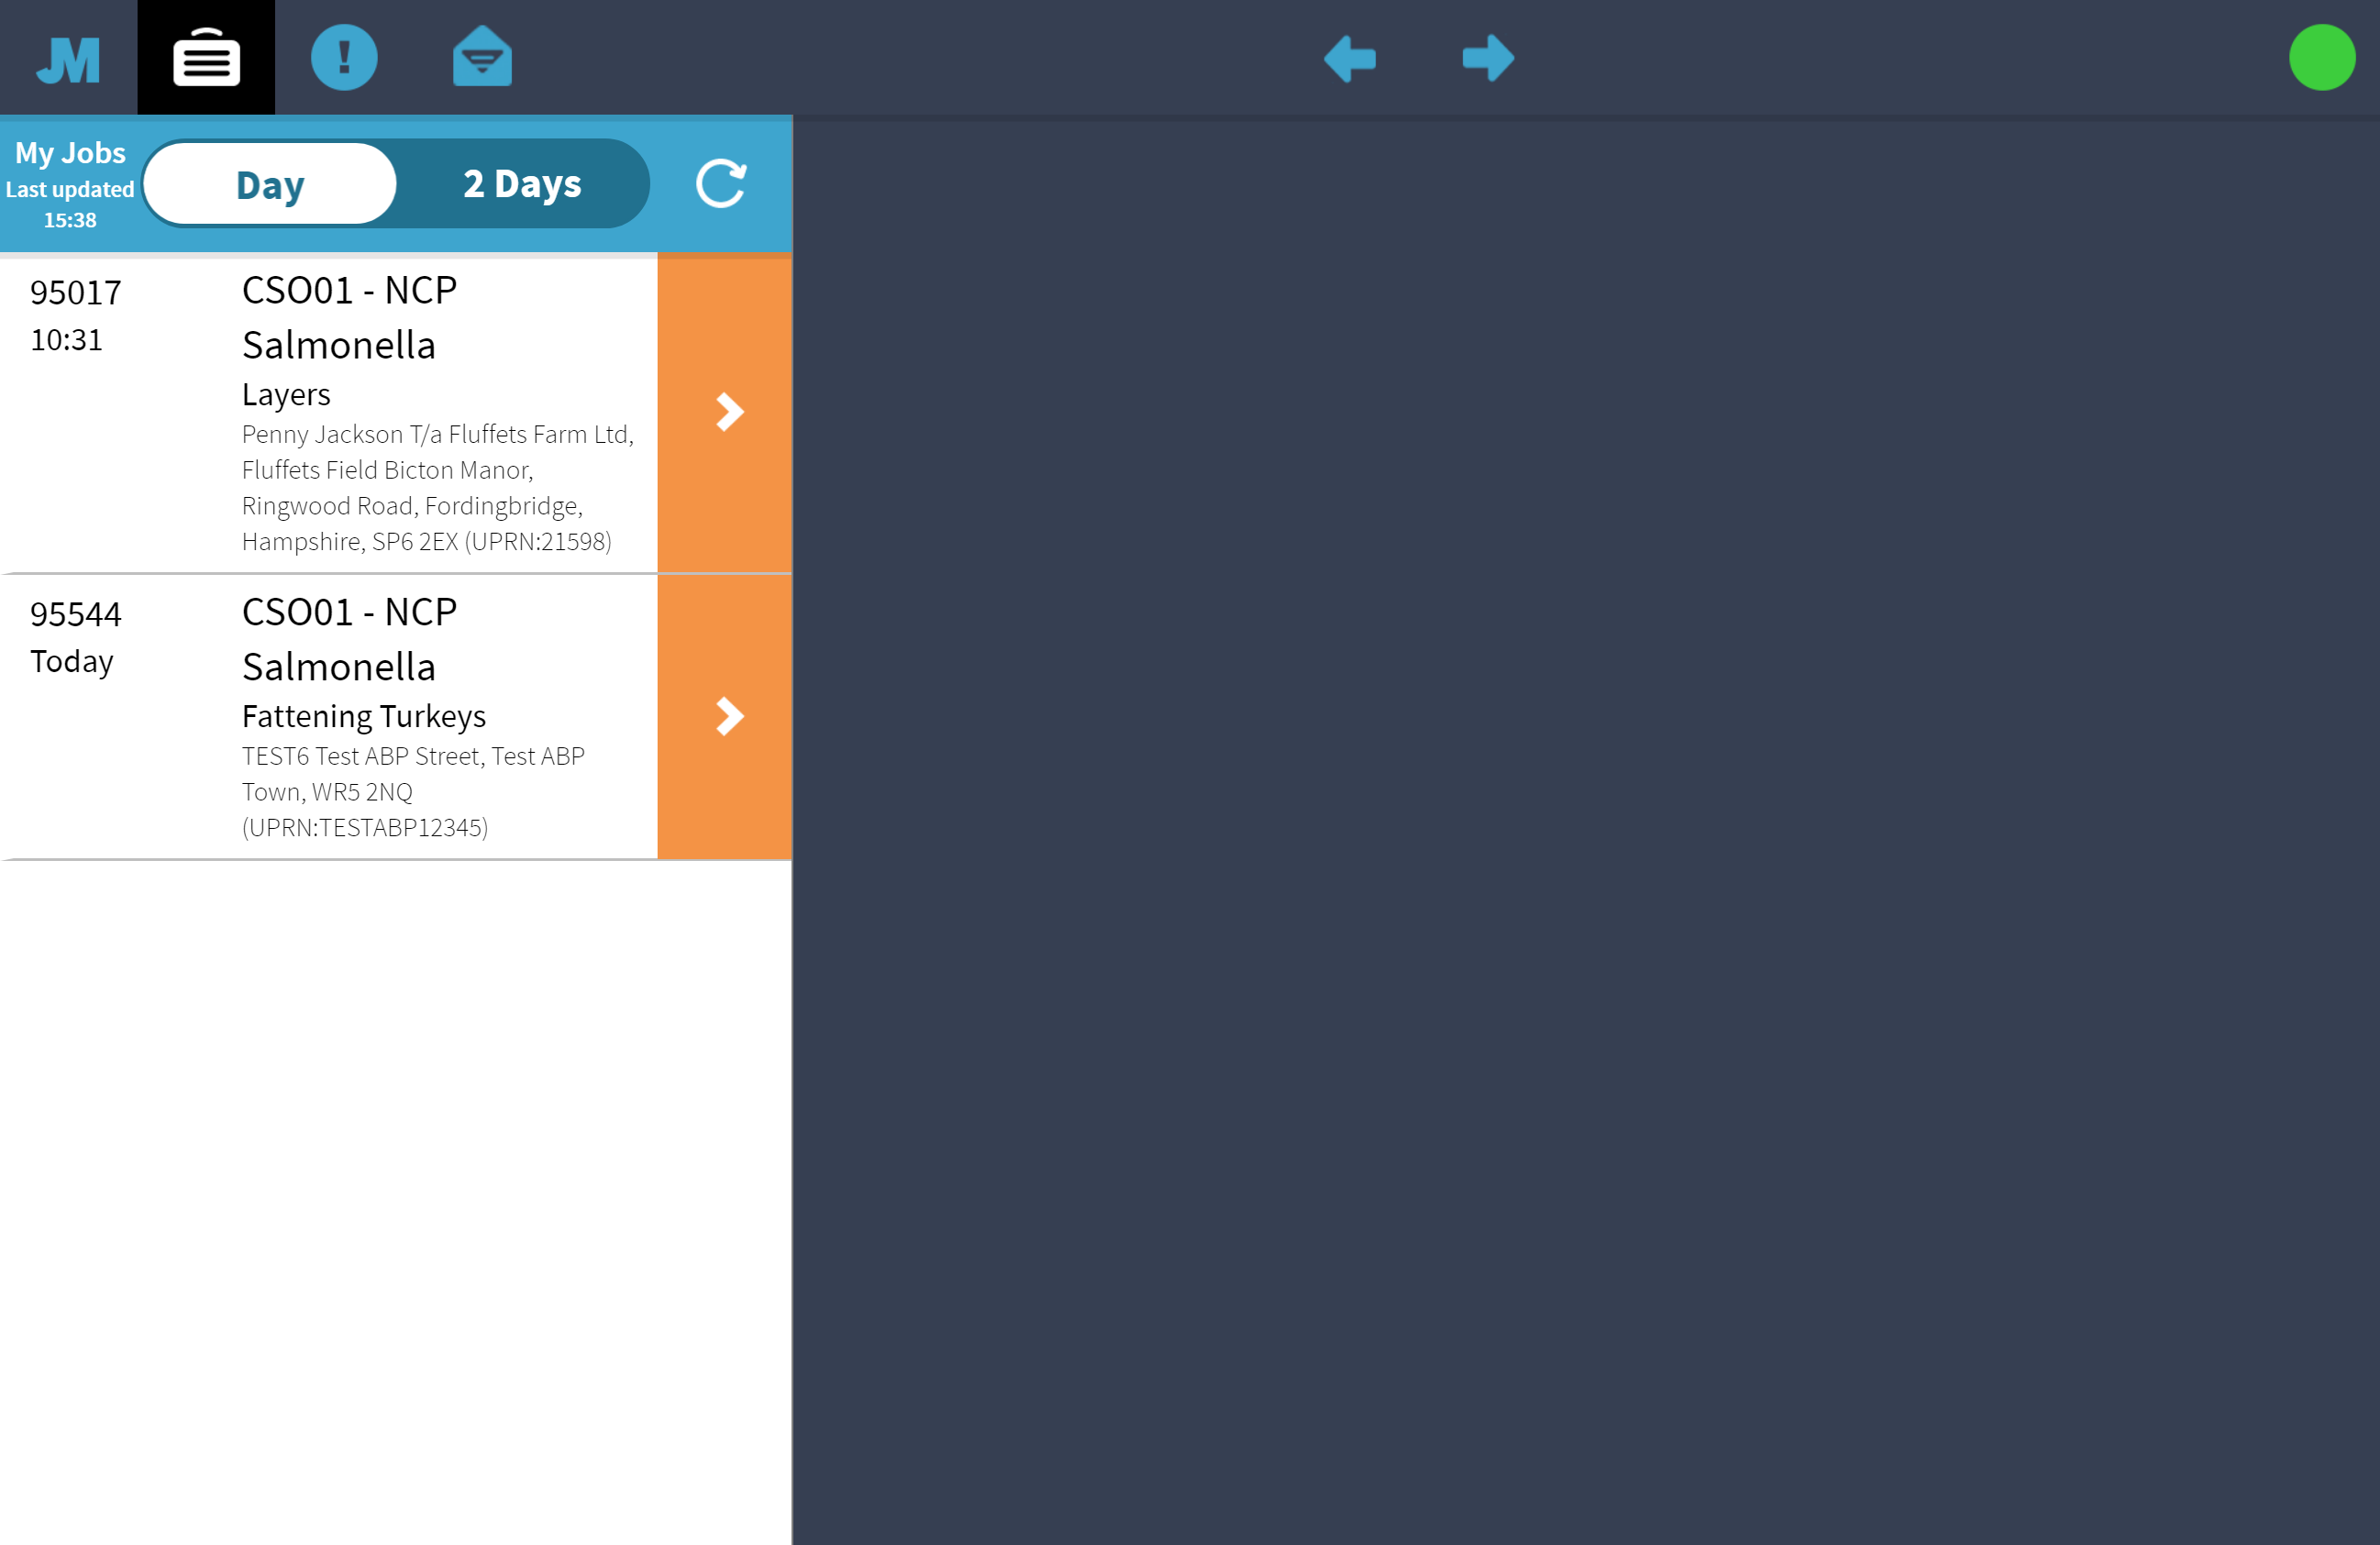 JM
My Jobs
Last updated
15:38
Day
2 Days
95017
10:31
CSO01 - NCP
Salmonella
Layers
Penny Jackson T/a Fluffets Farm Ltd,
Fluffets Field Bicton Manor,
Ringwood Road, Fordingbridge,
Hampshire, SP6 2EX (UPRN:21598)
95544
Today
CSO01 - NCP
Salmonella
Fattening Turkeys
TEST6 Test ABP Street, Test ABP
Town, WR5 2NQ
(UPRN:TESTABP12345)